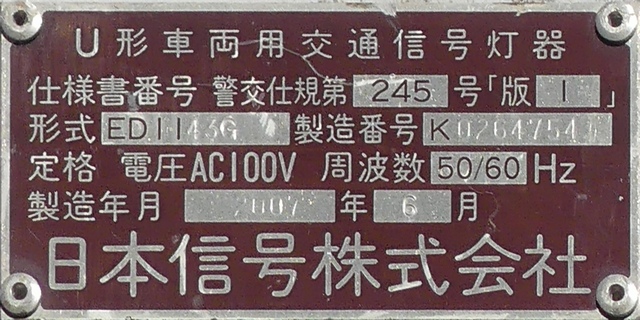 U形車両用交通信号灯器
仕様書番号 警交仕規第 245 号「版 1 」
形式 ED1143G 製造番号 K0264754
定格 電圧AC100V 周波数 50/60 Hz
製造年月 2007 年 6 月
日本信号株式会社